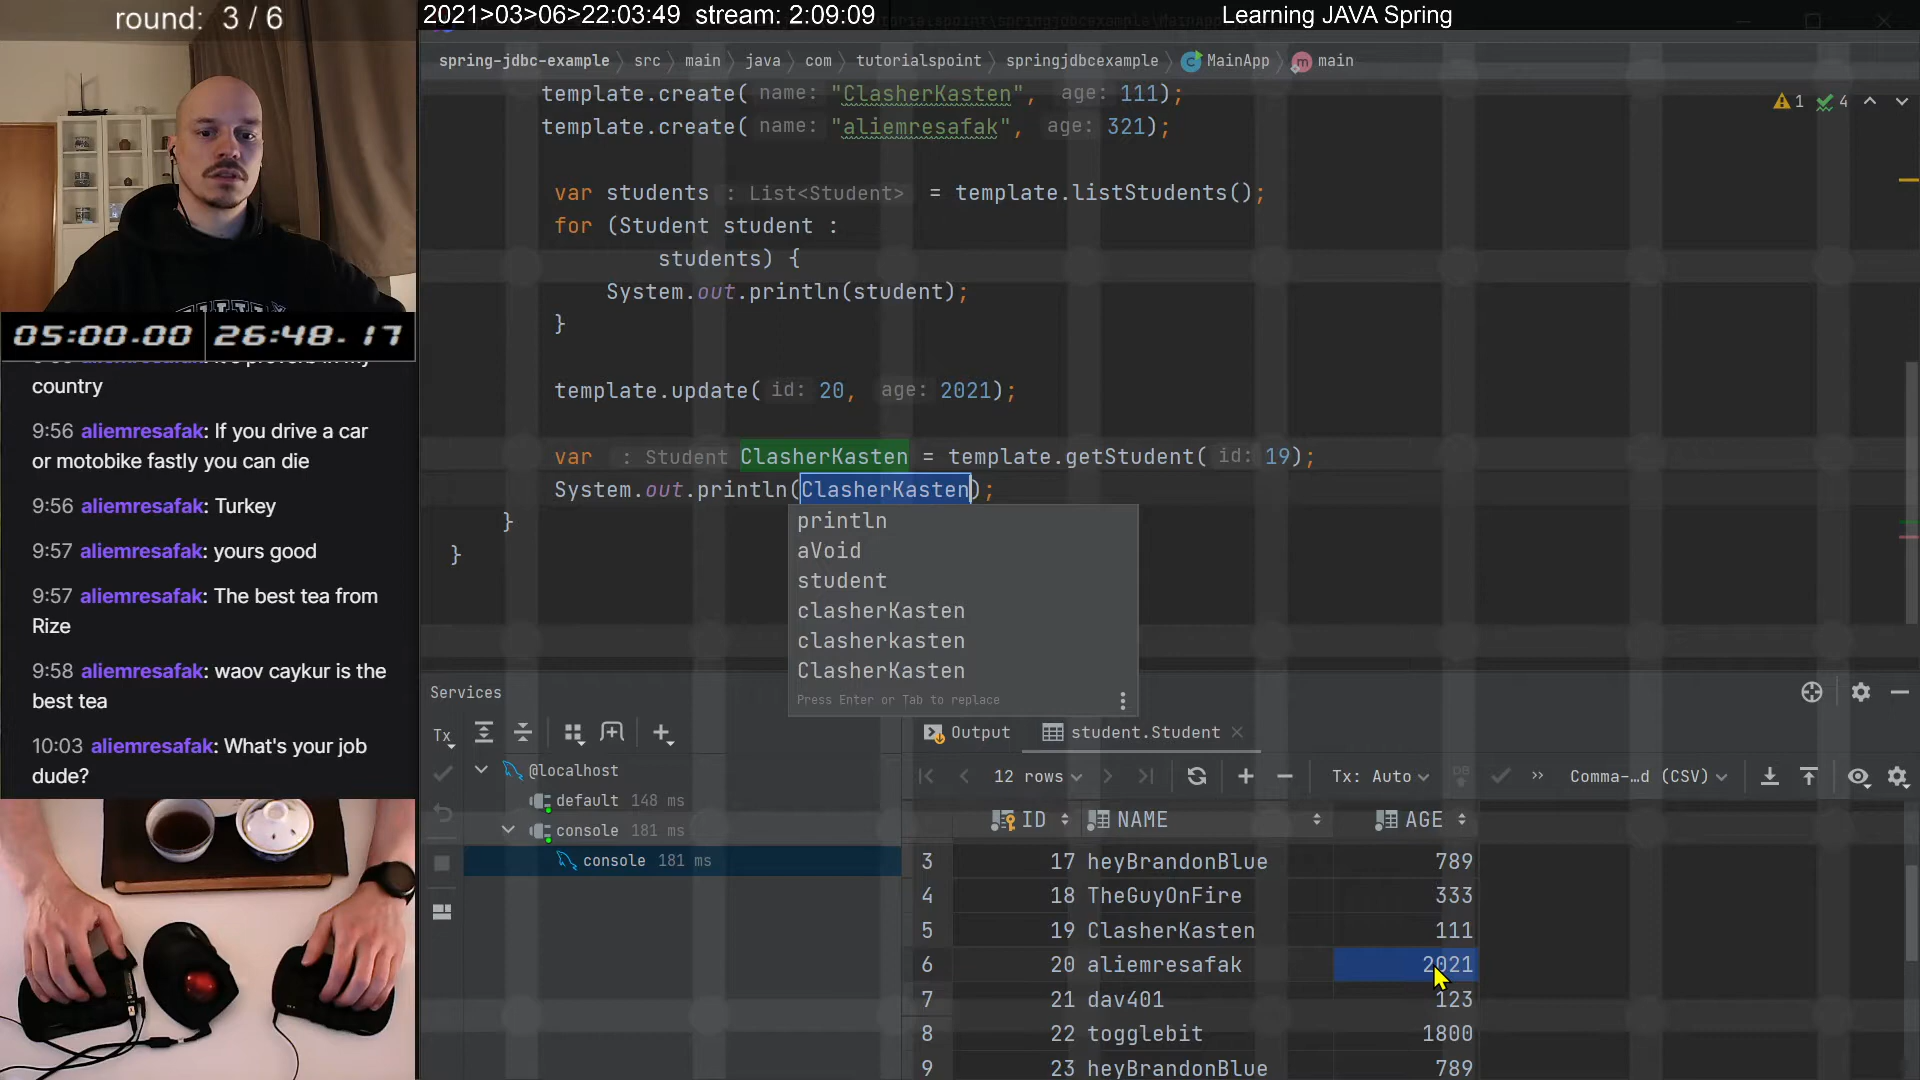 round: 3 / 6
2021>03>06>22:03:49 stream: 2:09:09
Learning JAVA Spring
spring-jdbc-example src main java com tutorialspoint springjdbcexample MainApp main
template.create( name: "ClasherKasten", age: 111);
1 4
template.create( name: "aliemresafak", age: 321);
var students : List<Student> = template.listStudents();
for (Student student :
students) {
System.out.println(student);
}
template.update( id: 20, age: 2021);
var : Student ClasherKasten = template.getStudent( id: 19);
System.out.println(ClasherKasten);
}
}
println
aVoid
student
clasherKasten
clasherkasten
ClasherKasten
Press Enter or Tab to replace
05:00.00 26:48.17
country
9:56 aliemresafak: If you drive a car
or motobike fastly you can die
9:56 aliemresafak: Turkey
9:57 aliemresafak: yours good
9:57 aliemresafak: The best tea from
Rize
9:58 aliemresafak: waov caykur is the
best tea
10:03 aliemresafak: What's your job
dude?
Services
Tx
@localhost
default 148 ms
console 181 ms
console 181 ms
Output student.Student
12 rows Tx: Auto DB Comma-…d (CSV)
ID NAME AGE
3 17 heyBrandonBlue 789
4 18 TheGuyOnFire 333
5 19 ClasherKasten 111
6 20 aliemresafak 2021
7 21 dav401 123
8 22 togglebit 1800
9 23 heyBrandonBlue 789